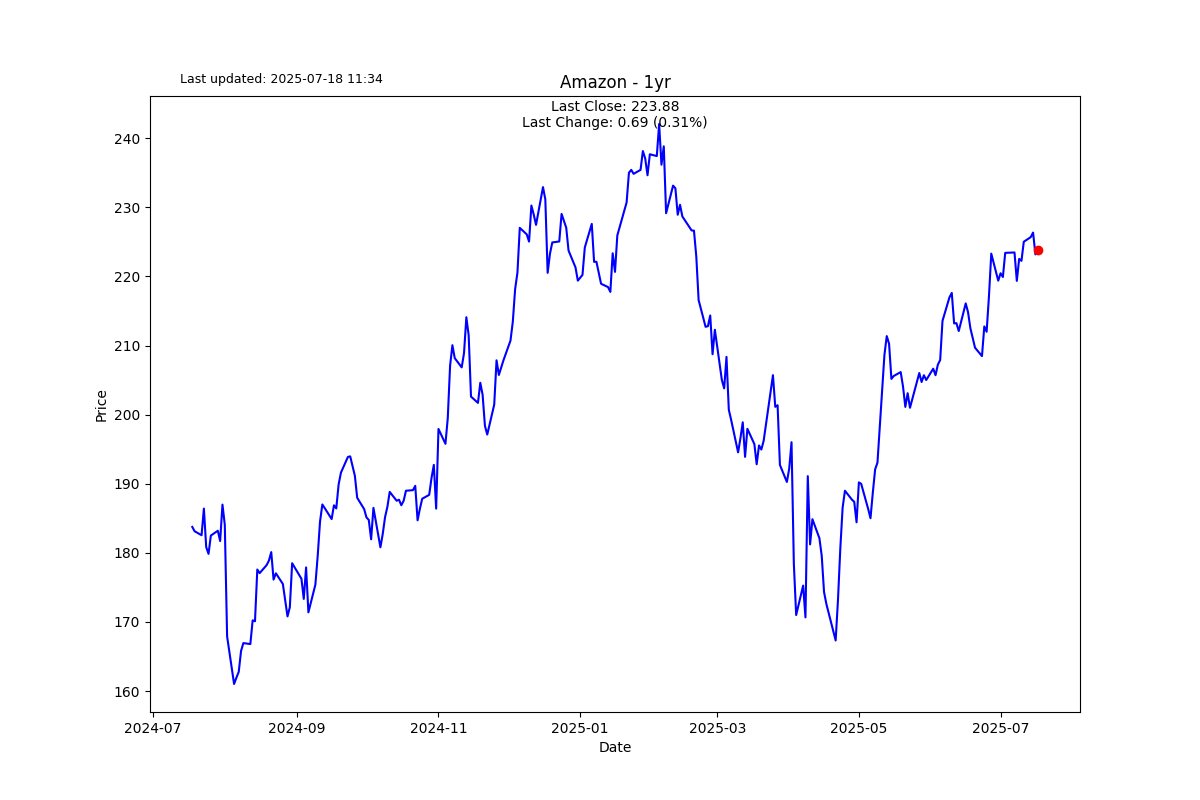 Last updated: 2025-07-18 11:34
Amazon - 1yr
Last Close: 223.88
Last Change: 0.69 (0.31%)
240
230
220
210
200
190
180
170
160
Price
2024-07 2024-09 2024-11 2025-01 2025-03 2025-05 2025-07
Date